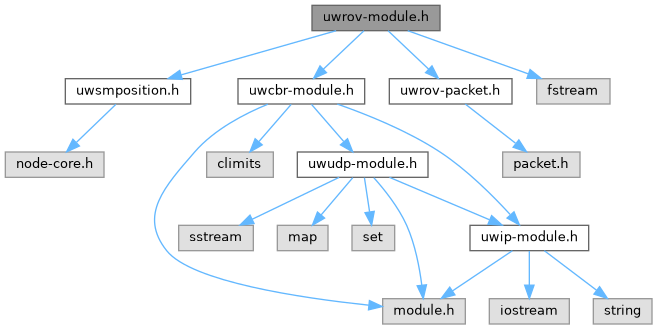 uwrov-module.h
uwsmposition.h
uwcbr-module.h
uwrov-packet.h
fstream
node-core.h
climits
uwudp-module.h
packet.h
sstream
map
set
uwip-module.h
module.h
iostream
string